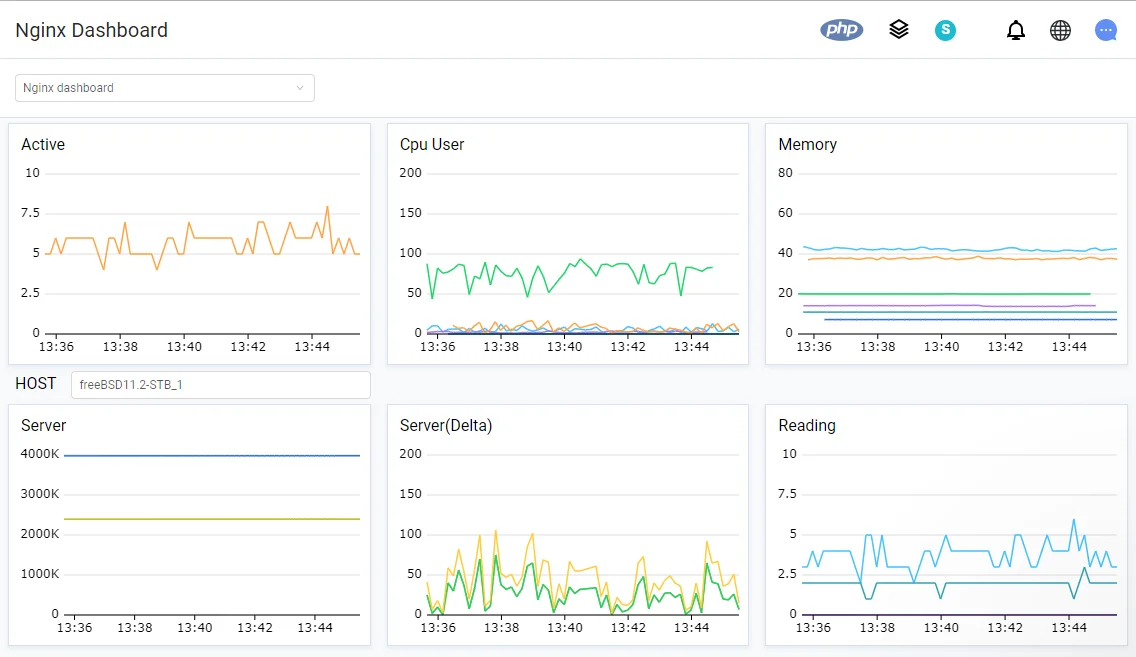 Nginx Dashboard
php
S
Nginx dashboard
Active
10
7.5
5
2.5
0
13:36 13:38 13:40 13:42 13:44
Cpu User
200
150
100
50
0
13:36 13:38 13:40 13:42 13:44
Memory
80
60
40
20
0
13:36 13:38 13:40 13:42 13:44
HOST freeBSD11.2-STB_1
Server
4000K
3000K
2000K
1000K
0
13:36 13:38 13:40 13:42 13:44
Server(Delta)
200
150
100
50
0
13:36 13:38 13:40 13:42 13:44
Reading
10
7.5
5
2.5
0
13:36 13:38 13:40 13:42 13:44